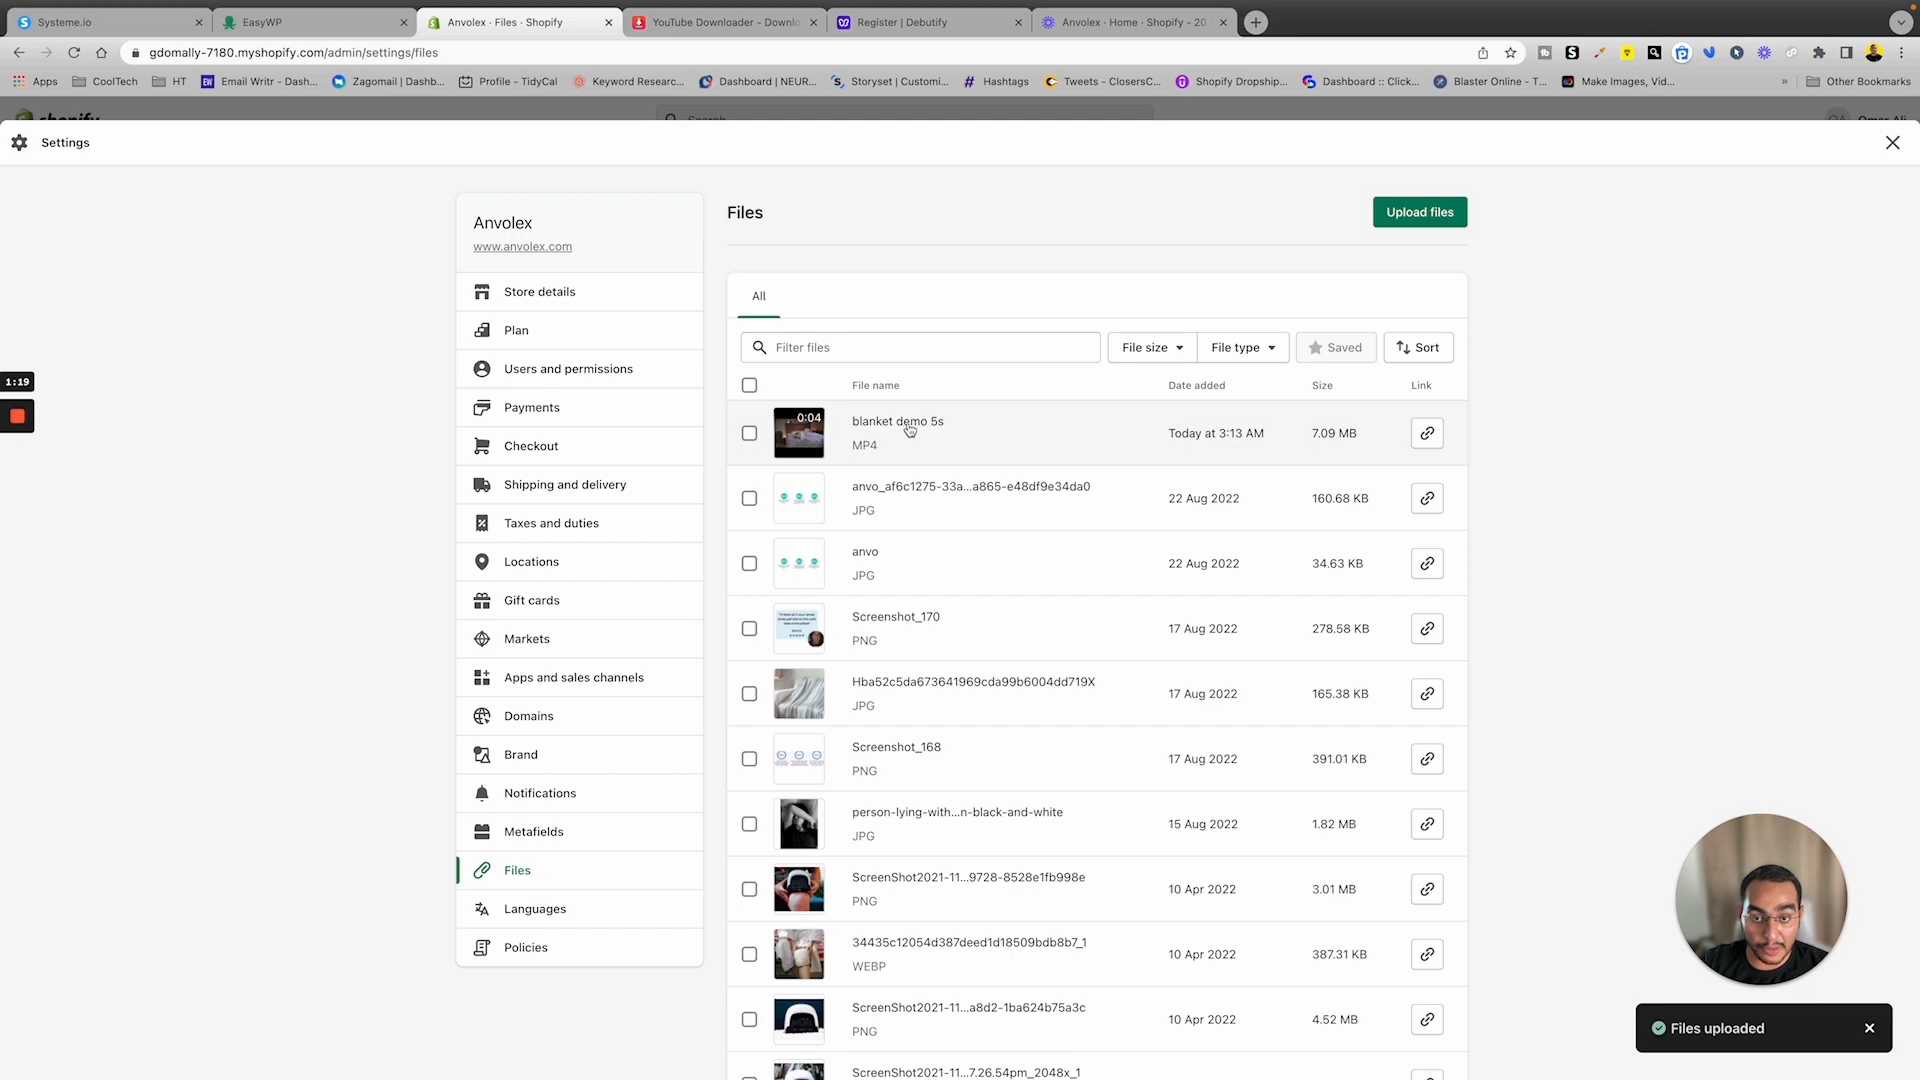 Systeme.io
EasyWP
Anvolex · Files · Shopify
YouTube Downloader - Downlo
Register | Debutify
Anvolex · Home · Shopify - 20
gdomally-7180.myshopify.com/admin/settings/files
Apps
CoolTech
HT
Email Writr - Dash...
Zagomail | Dashb...
Profile - TidyCal
Keyword Researc...
Dashboard | NEUR...
Storyset | Customi...
Hashtags
Tweets - ClosersC...
Shopify Dropship...
Dashboard :: Click...
Blaster Online - T...
Make Images, Vid...
»
Other Bookmarks
shopify
Search
Omar Ali
Settings
Anvolex
www.anvolex.com
Store details
Plan
Users and permissions
Payments
Checkout
Shipping and delivery
Taxes and duties
Locations
Gift cards
Markets
Apps and sales channels
Domains
Brand
Notifications
Metafields
Files
Languages
Policies
1:19
Files
Upload files
All
Filter files
File size
File type
Saved
Sort
File name
Date added
Size
Link
0:04
blanket demo 5s
MP4
Today at 3:13 AM
7.09 MB
anvo_af6c1275-33a...a865-e48df9e34da0
JPG
22 Aug 2022
160.68 KB
anvo
JPG
22 Aug 2022
34.63 KB
Screenshot_170
PNG
17 Aug 2022
278.58 KB
Hba52c5da673641969cda99b6004dd719X
JPG
17 Aug 2022
165.38 KB
Screenshot_168
PNG
17 Aug 2022
391.01 KB
person-lying-with...n-black-and-white
JPG
15 Aug 2022
1.82 MB
ScreenShot2021-11...9728-8528e1fb998e
PNG
10 Apr 2022
3.01 MB
34435c12054d387deed1d18509bdb8b7_1
WEBP
10 Apr 2022
387.31 KB
ScreenShot2021-11...a8d2-1ba624b75a3c
PNG
10 Apr 2022
4.52 MB
ScreenShot2021-11...7.26.54pm_2048x_1
Files uploaded